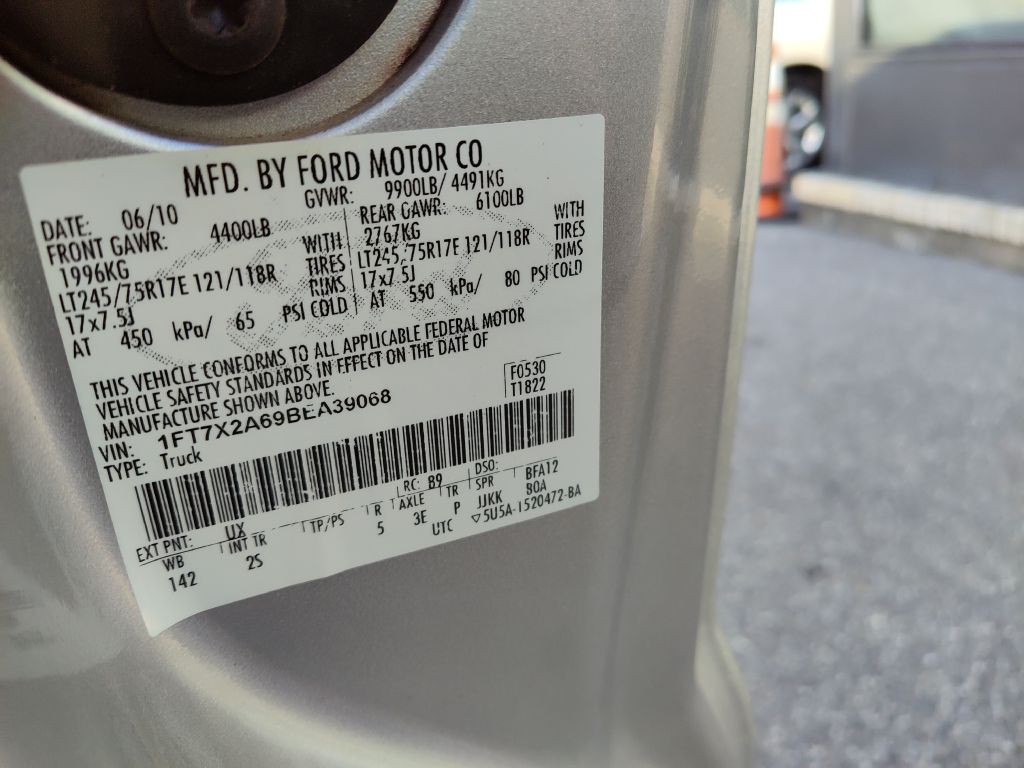 MFD. BY FORD MOTOR CO
DATE: 06/10 GVWR: 9900LB/ 4491KG
FRONT GAWR: 4400LB REAR GAWR: 6100LB
1996KG WITH 2767KG WITH
LT245/75R17E 121/118R TIRES LT245/75R17E 121/118R TIRES
17x7.5J RIMS 17x7.5J RIMS
AT 450 kPa/ 65 PSI COLD AT 550 kPa/ 80 PSI COLD
THIS VEHICLE CONFORMS TO ALL APPLICABLE FEDERAL MOTOR
VEHICLE SAFETY STANDARDS IN EFFECT ON THE DATE OF
MANUFACTURE SHOWN ABOVE.
VIN: 1FT7X2A69BEA39068 F0530
TYPE: Truck T1822
EXT PNT: UX RC: 89 DSO: BFA12
WB INT TR TP/PS R AXLE TR SPR 80A
142 2S 5 3E P JJKK
UTC ▽5U5A-1520472-BA